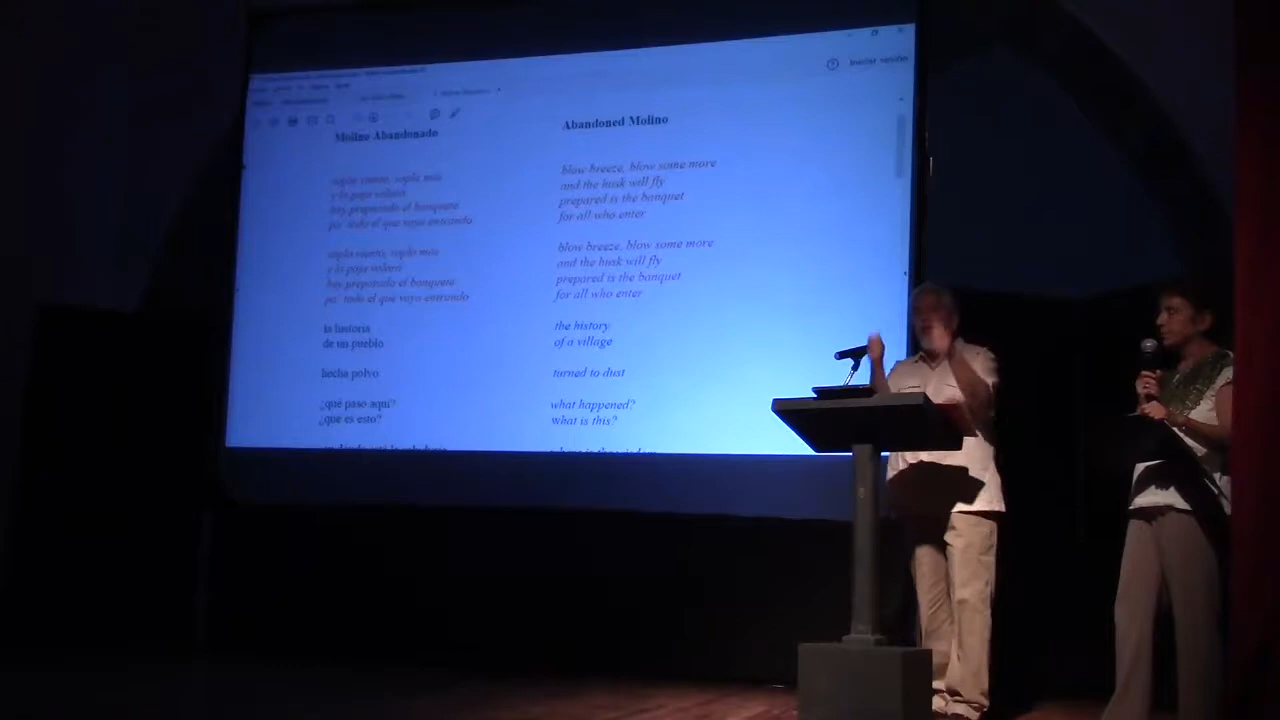 Iniciar sesión
Molino Abandonado
sopla viento, sopla más
y la paja volará
hay preparado el banquete
pa' todo el que vaya entrando
sopla viento, sopla más
y la paja volará
hay preparado el banquete
pa' todo el que vaya entrando
la historia
de un pueblo
hecha polvo
¿qué paso aquí?
¿qué es esto?
Abandoned Molino
blow breeze, blow some more
and the husk will fly
prepared is the banquet
for all who enter
blow breeze, blow some more
and the husk will fly
prepared is the banquet
for all who enter
the history
of a village
turned to dust
what happened?
what is this?